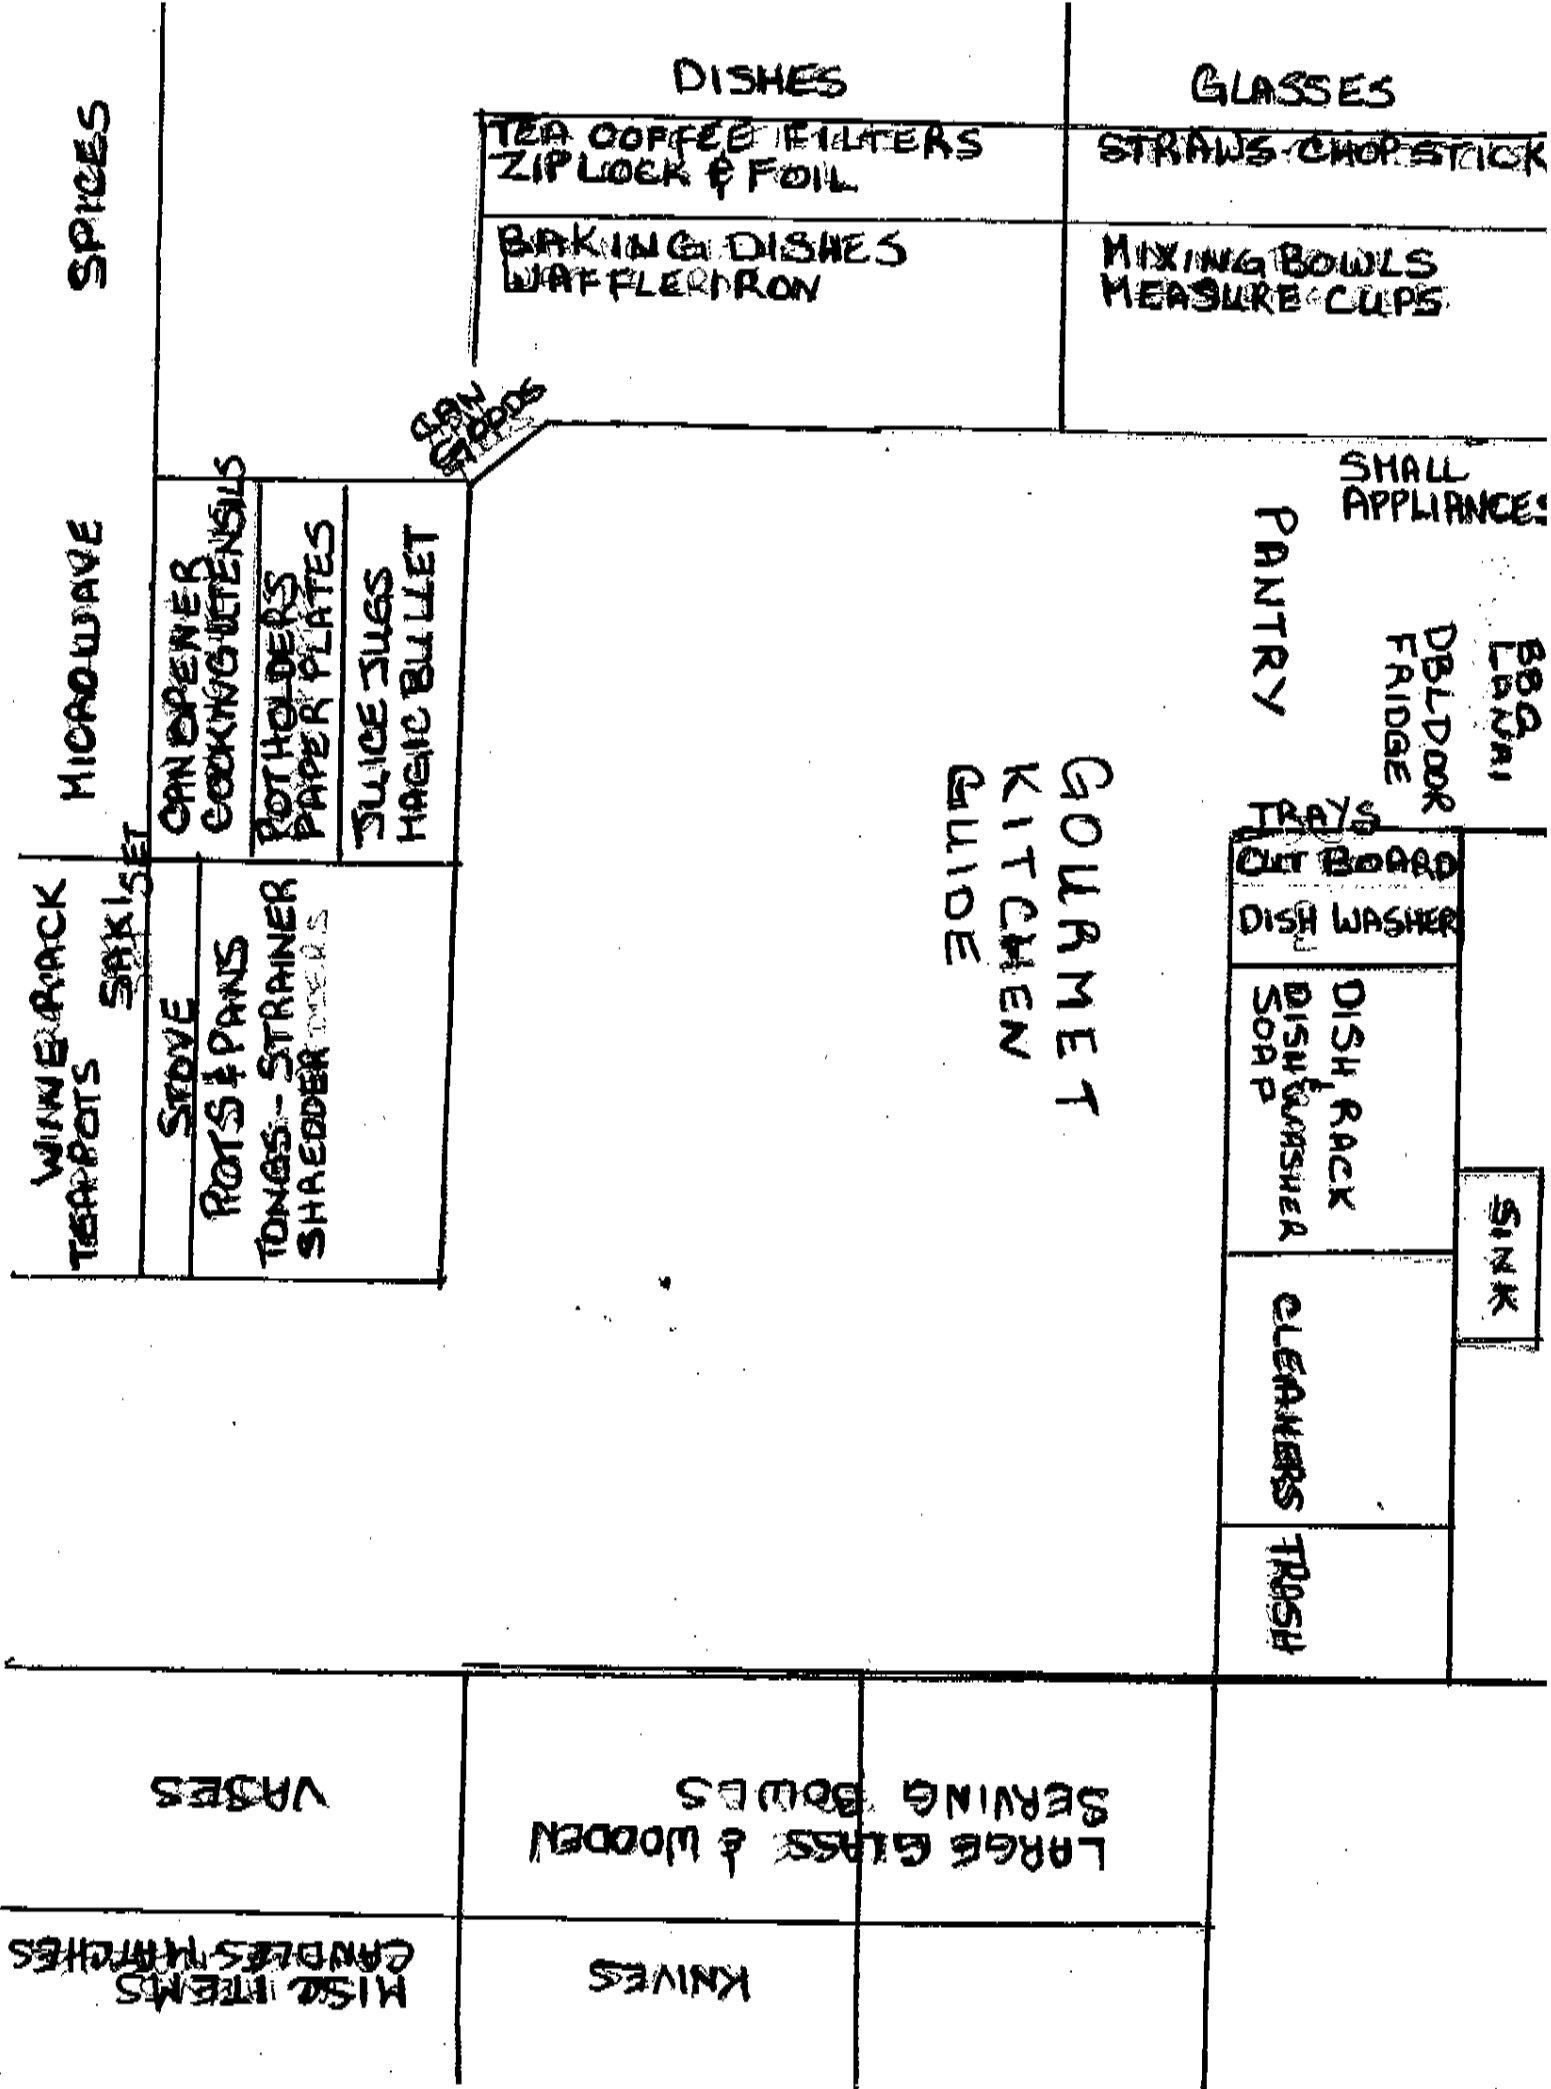 DISHES
TEA COFFEE FILTERS
ZIP LOCK & FOIL
BAKING DISHES
WAFFLE IRON
GLASSES
STRAWS CHOPSTICK
MIXING BOWLS
MEASURE CUPS
SPICES
CAN
GOODS
MICROWAVE
CAN OPENER
COOKING UTENSILS
POTHOLDERS
PAPER PLATES
JUICE JUGS
MAGIC BULLET
WINE RACK
TEAPOTS
SAKI SET
STOVE
POTS & PANS
TONGS - STRAINER
SHREDDER
GOURMET
KITCHEN
GUIDE
SMALL
APPLIANCES
PANTRY
BBQ
LANAI
DBL DOOR
FRIDGE
TRAYS
CUT BOARD
DISH WASHER
DISH RACK
DISH & WASHER
SOAP
SINK
CLEANERS
TRASH
LARGE GLASS & WOODEN
SERVING BOWLS
VASES
KNIVES
MISC ITEMS
CANDLES MATCHES